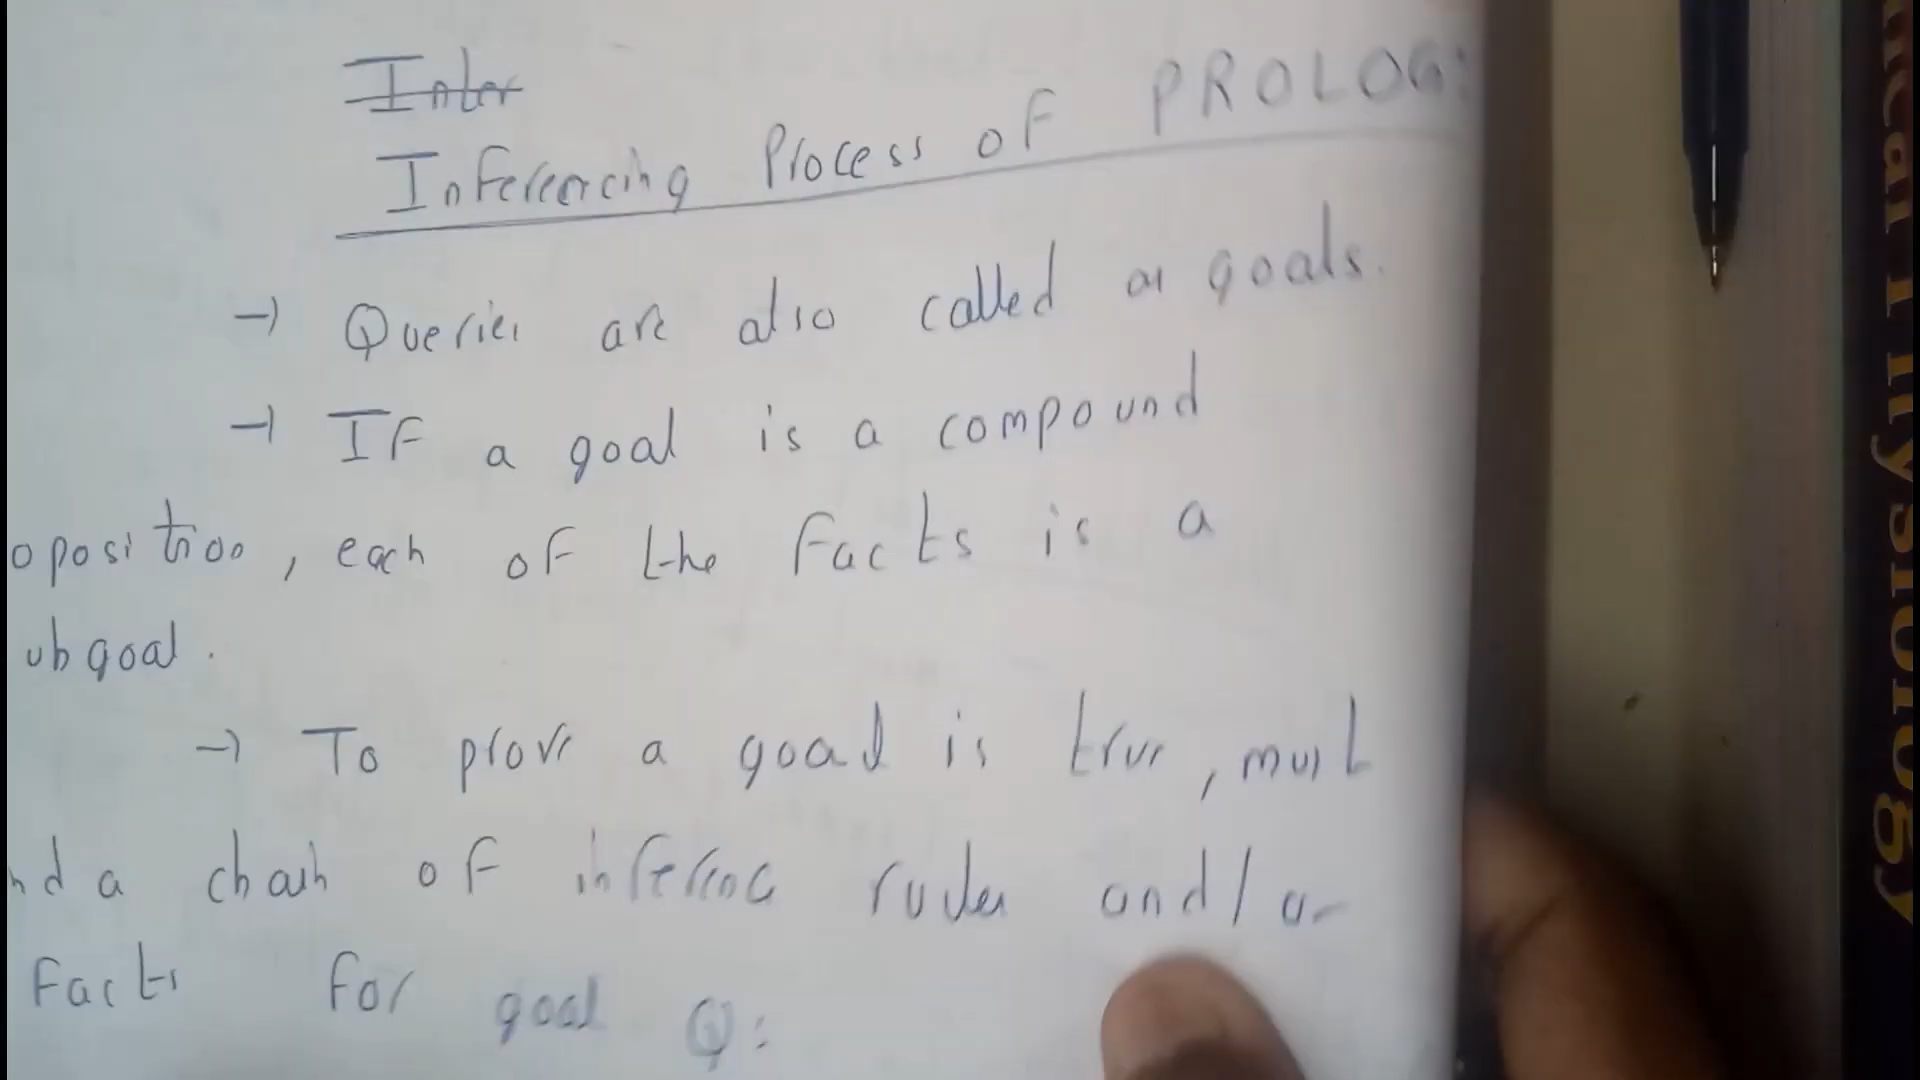 Inter
Inferencing Process of PROLOG:
→ Queries are also called as goals.
→ If a goal is a compound
oposition, each of the facts is a
ubgoal.
→ To prove a goal is true, must
nd a chain of inference rules and/or
facts for goal Q:
ical Physiology